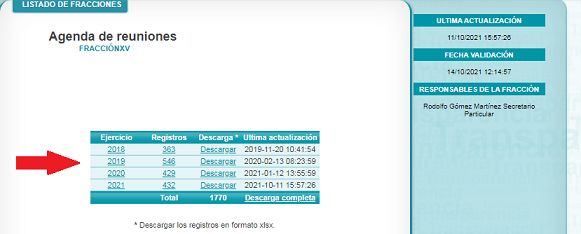 LISTADO DE FRACCIONES
Agenda de reuniones
FRACCIÓNXV
Ejercicio Registros Descarga * Ultima actualización
2018 363 Descargar 2019-11-20 10:41:54
2019 546 Descargar 2020-02-13 08:23:59
2020 429 Descargar 2021-01-12 13:55:59
2021 432 Descargar 2021-10-11 15:57:26
Total 1770 Descarga completa
* Descargar los registros en formato xlsx.
ULTIMA ACTUALIZACIÓN
11/10/2021 15:57:26
FECHA VALIDACIÓN
14/10/2021 12:14:57
RESPONSABLES DE LA FRACCIÓN
Rodolfo Gómez Martínez Secretario
Particular